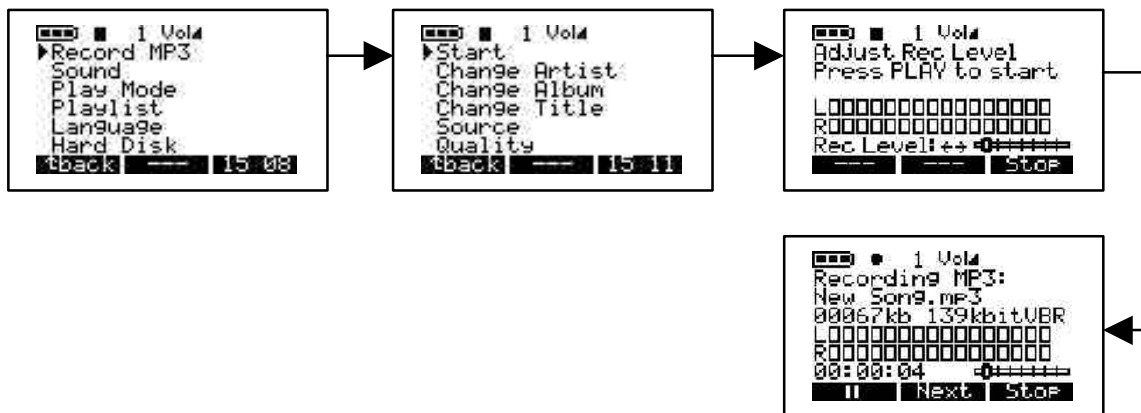 1 Vol
Record MP3
Sound
Play Mode
Playlist
Language
Hard Disk
back --- 15 08
1 Vol
Start
Change Artist
Change Album
Change Title
Source
Quality
back --- 15 11
1 Vol
Adjust Rec Level
Press PLAY to start
L
R
Rec Level:
--- --- Stop
1 Vol
Recording MP3:
New Song.mp3
00067kb 139kbitVBR
L
R
00:00:04
Next Stop